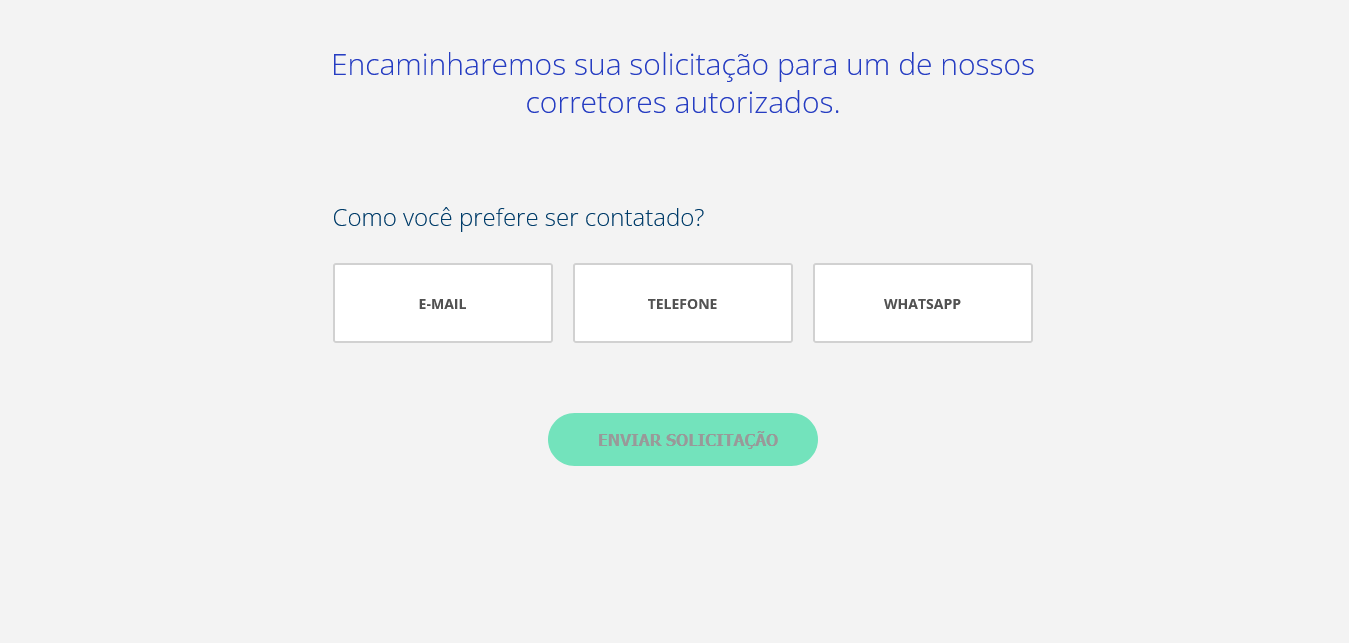 Encaminharemos sua solicitação para um de nossos
corretores autorizados.
Como você prefere ser contatado?
E-MAIL
TELEFONE
WHATSAPP
ENVIAR SOLICITAÇÃO